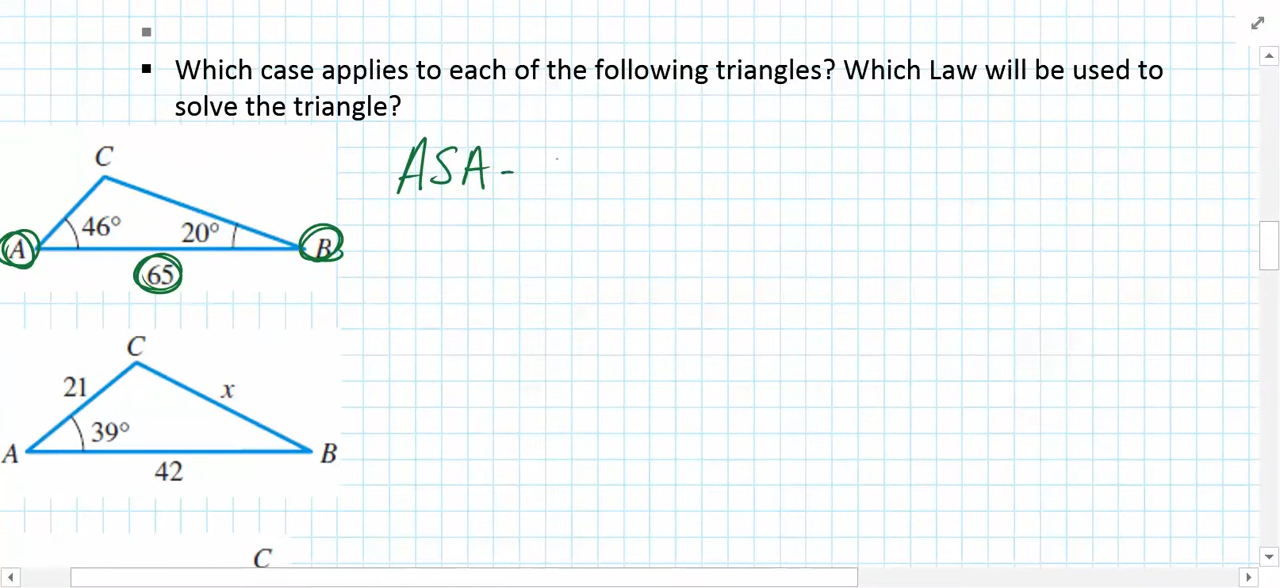 ▪
▪ Which case applies to each of the following triangles? Which Law will be used to
solve the triangle?
ASA -
C
46°
20°
A
B
65
C
21
x
39°
A
B
42
C